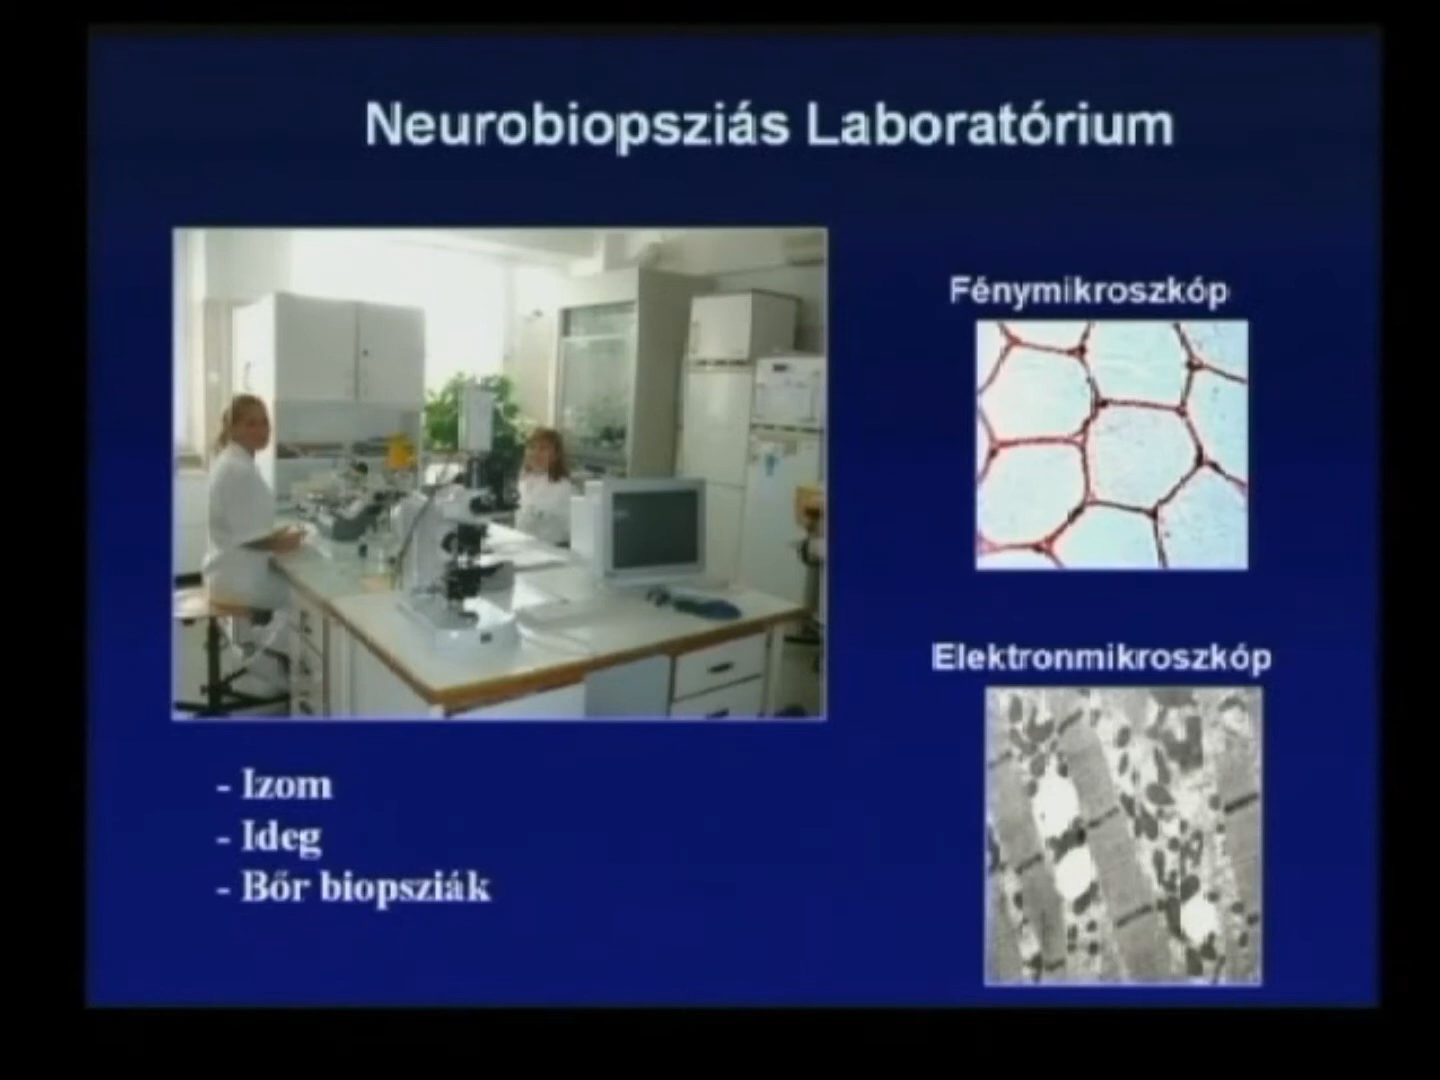 Neurobiopsziás Laboratórium
Fénymikroszkóp
Elektronmikroszkóp
- Izom
- Ideg
- Bőr biopsziák